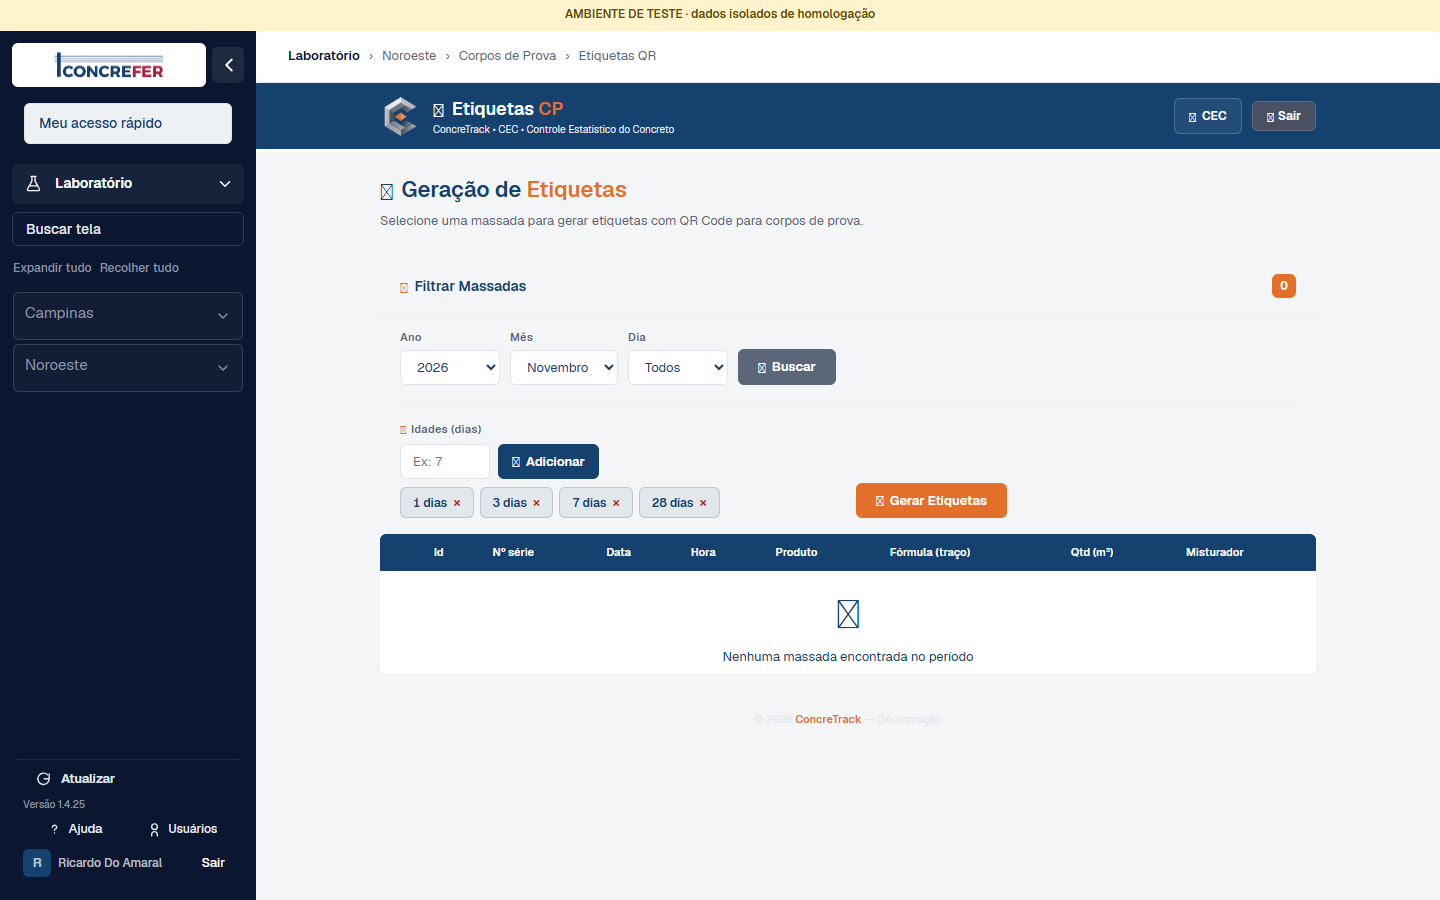 AMBIENTE DE TESTE · dados isolados de homologação
CONCREFER
Meu acesso rápido
Laboratório
Buscar tela
Expandir tudo Recolher tudo
Campinas
Noroeste
Atualizar
Versão 1.4.25
? Ajuda Usuários
R Ricardo Do Amaral Sair
Laboratório › Noroeste › Corpos de Prova › Etiquetas QR
Etiquetas CP
ConcreTrack • CEC • Controle Estatístico do Concreto
CEC Sair
Geração de Etiquetas
Selecione uma massada para gerar etiquetas com QR Code para corpos de prova.
Filtrar Massadas 0
Ano Mês Dia
2026 Novembro Todos Buscar
Idades (dias)
Ex: 7 Adicionar
1 dias × 3 dias × 7 dias × 28 dias × Gerar Etiquetas
Id Nº série Data Hora Produto Fórmula (traço) Qtd (m³) Misturador
Nenhuma massada encontrada no período
© 2026 ConcreTrack — DAutomação